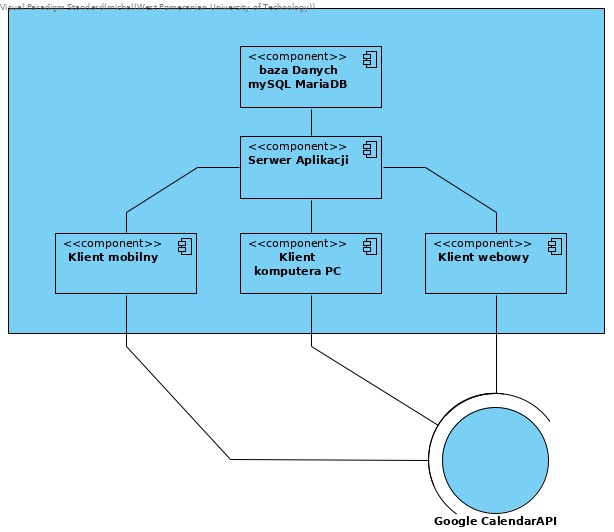 Visual Paradigm Standard(michal(West Pomeranian University of Technology))
<<component>>
baza Danych
mySQL MariaDB
<<component>>
Serwer Aplikacji
<<component>>
Klient mobilny
<<component>>
Klient
komputera PC
<<component>>
Klient webowy
Google CalendarAPI